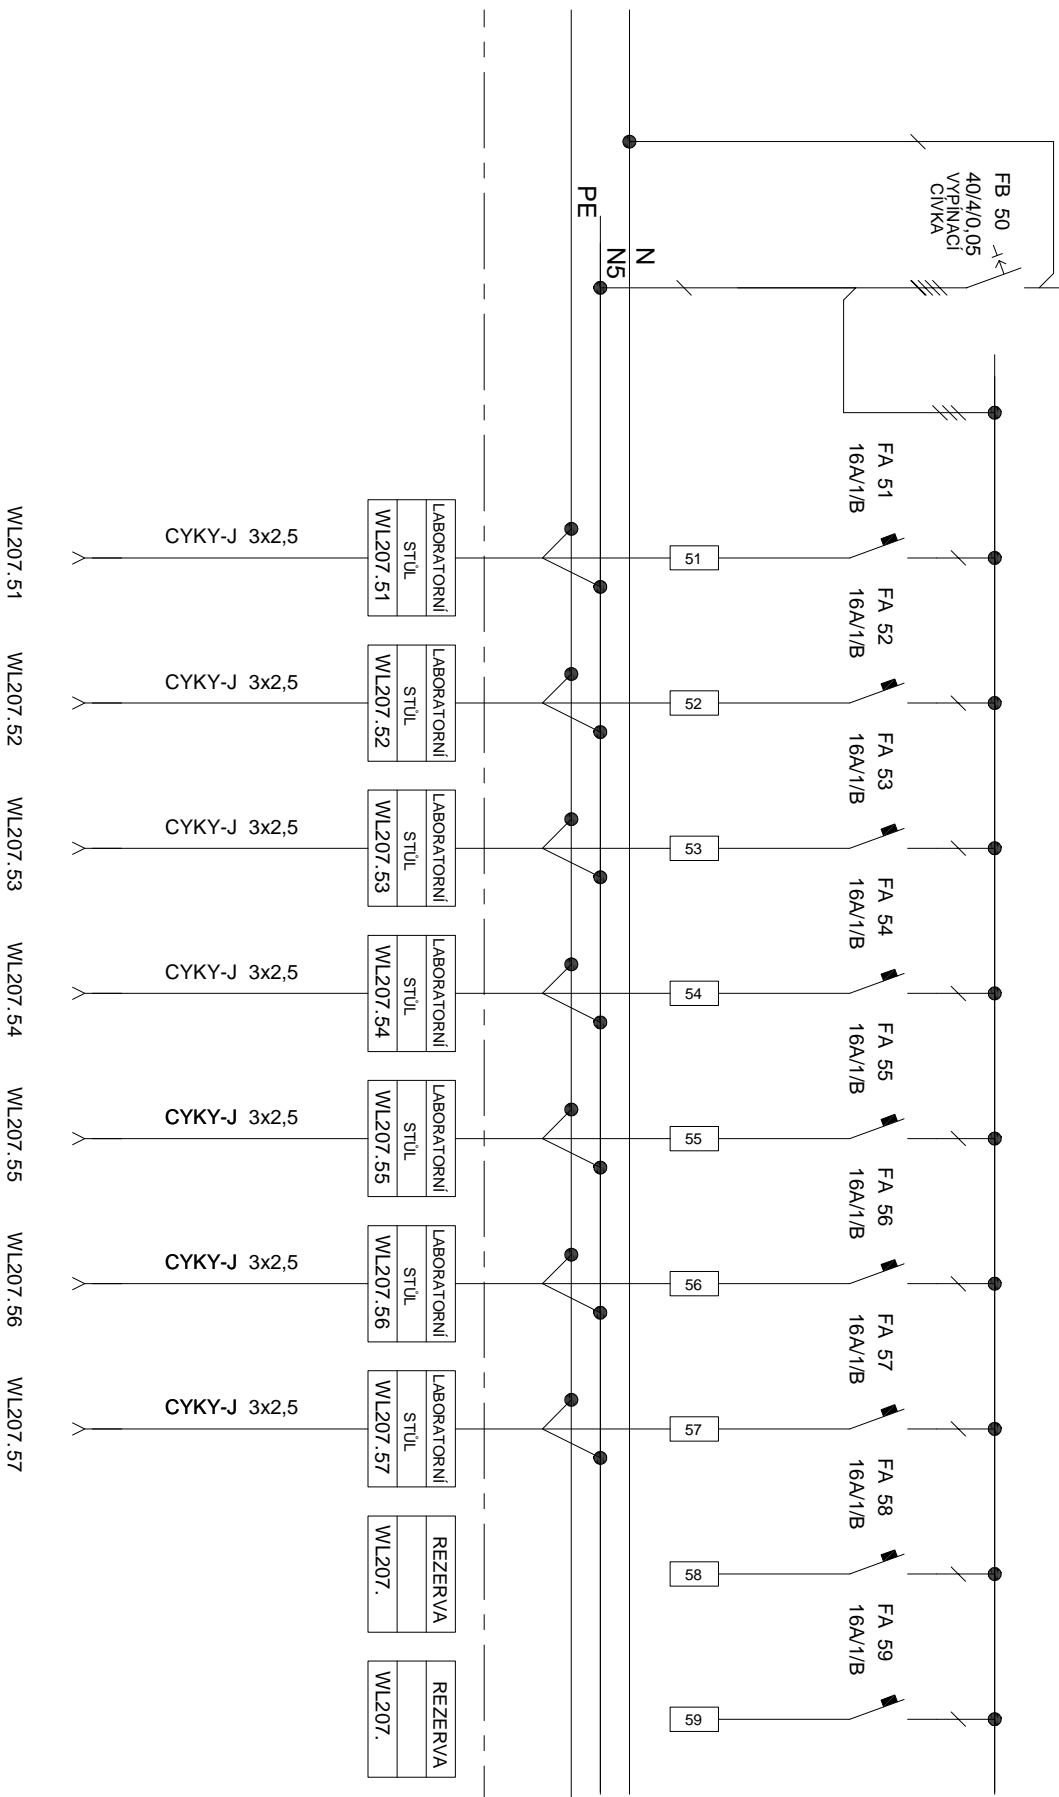 FB 50
40/4/0,05
VYPÍNACÍ
CÍVKA
N
N5
PE
FA 51
16A/1/B
FA 52
16A/1/B
FA 53
16A/1/B
FA 54
16A/1/B
FA 55
16A/1/B
FA 56
16A/1/B
FA 57
16A/1/B
FA 58
16A/1/B
FA 59
16A/1/B
51
52
53
54
55
56
57
58
59
LABORATORNÍ
STŮL
WL207.51
LABORATORNÍ
STŮL
WL207.52
LABORATORNÍ
STŮL
WL207.53
LABORATORNÍ
STŮL
WL207.54
LABORATORNÍ
STŮL
WL207.55
LABORATORNÍ
STŮL
WL207.56
LABORATORNÍ
STŮL
WL207.57
REZERVA
WL207.
REZERVA
WL207.
CYKY-J 3x2,5
CYKY-J 3x2,5
CYKY-J 3x2,5
CYKY-J 3x2,5
CYKY-J 3x2,5
CYKY-J 3x2,5
CYKY-J 3x2,5
WL207.51
WL207.52
WL207.53
WL207.54
WL207.55
WL207.56
WL207.57